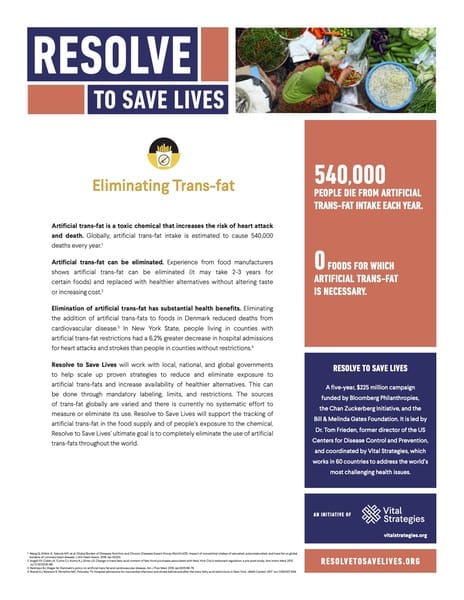 RESOLVE
TO SAVE LIVES
Eliminating Trans-fat
Artificial trans-fat is a toxic chemical that increases the risk of heart attack
and death. Globally, artificial trans-fat intake is estimated to cause 540,000
deaths every year.¹
Artificial trans-fat can be eliminated. Experience from food manufacturers
shows artificial trans-fat can be eliminated (it may take 2-3 years for
certain foods) and replaced with healthier alternatives without altering taste
or increasing cost.²
Elimination of artificial trans-fat has substantial health benefits. Eliminating
the addition of artificial trans-fats to foods in Denmark reduced deaths from
cardiovascular disease.³ In New York State, people living in counties with
artificial trans-fat restrictions had a 6.2% greater decrease in hospital admissions
for heart attacks and strokes than people in counties without restrictions.⁴
Resolve to Save Lives will work with local, national, and global governments
to help scale up proven strategies to reduce and eliminate exposure to
artificial trans-fats and increase availability of healthier alternatives. This can
be done through mandatory labeling, limits, and restrictions. The sources
of trans-fat globally are varied and there is currently no systematic effort to
measure or eliminate its use. Resolve to Save Lives will support the tracking of
artificial trans-fat in the food supply and of people's exposure to the chemical.
Resolve to Save Lives' ultimate goal is to completely eliminate the use of artificial
trans-fats throughout the world.
540,000
PEOPLE DIE FROM ARTIFICIAL
TRANS-FAT INTAKE EACH YEAR.
0 FOODS FOR WHICH
ARTIFICIAL TRANS-FAT
IS NECESSARY.
RESOLVE TO SAVE LIVES
A five-year, $225 million campaign
funded by Bloomberg Philanthropies,
the Chan Zuckerberg Initiative, and the
Bill & Melinda Gates Foundation. It is led by
Dr. Tom Frieden, former director of the US
Centers for Disease Control and Prevention,
and coordinated by Vital Strategies, which
works in 60 countries to address the world's
most challenging health issues.
AN INITIATIVE OF
Vital
Strategies
vitalstrategies.org
RESOLVETOSAVELIVES.ORG